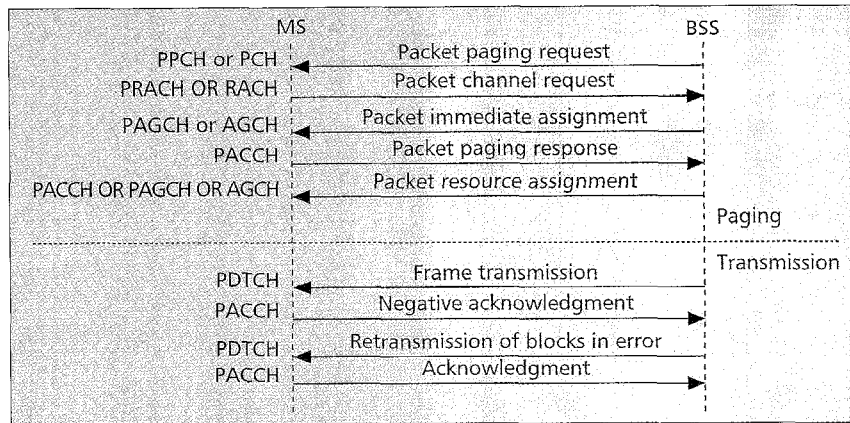 MS BSS
PPCH or PCH Packet paging request
PRACH OR RACH Packet channel request
PAGCH or AGCH Packet immediate assignment
PACCH Packet paging response
PACCH OR PAGCH OR AGCH Packet resource assignment
Paging
Transmission
PDTCH Frame transmission
PACCH Negative acknowledgment
PDTCH Retransmission of blocks in error
PACCH Acknowledgment